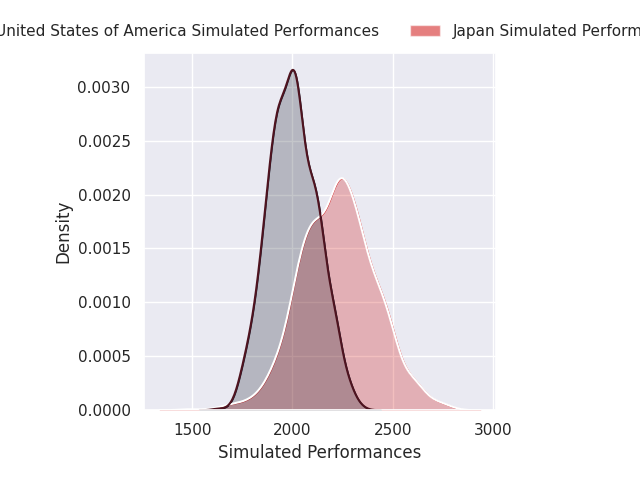 United States of America Simulated Performances
Japan Simulated Perform
0.0030
0.0025
0.0020
0.0015
0.0010
0.0005
0.0000
Density
1500 2000 2500 3000
Simulated Performances